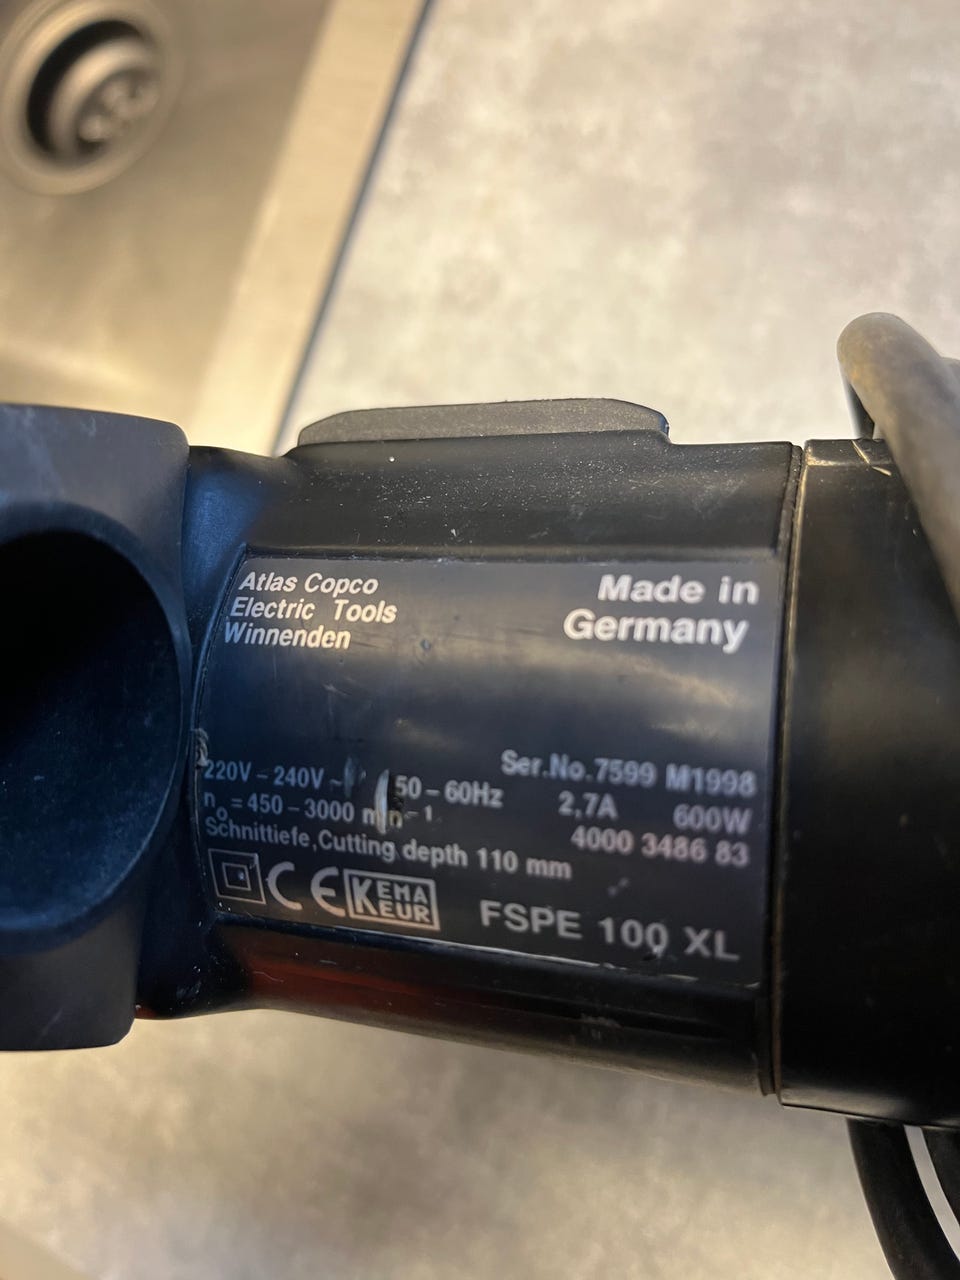 Atlas Copco
Electric Tools
Winnenden
Made in
Germany
Ser.No.7599 M1998
220V – 240V ~ 50 – 60Hz 2,7A 600W
n₀ = 450 – 3000 min⁻¹ 4000 3486 83
Schnittiefe,Cutting depth 110 mm
CE KEMA EUR FSPE 100 XL